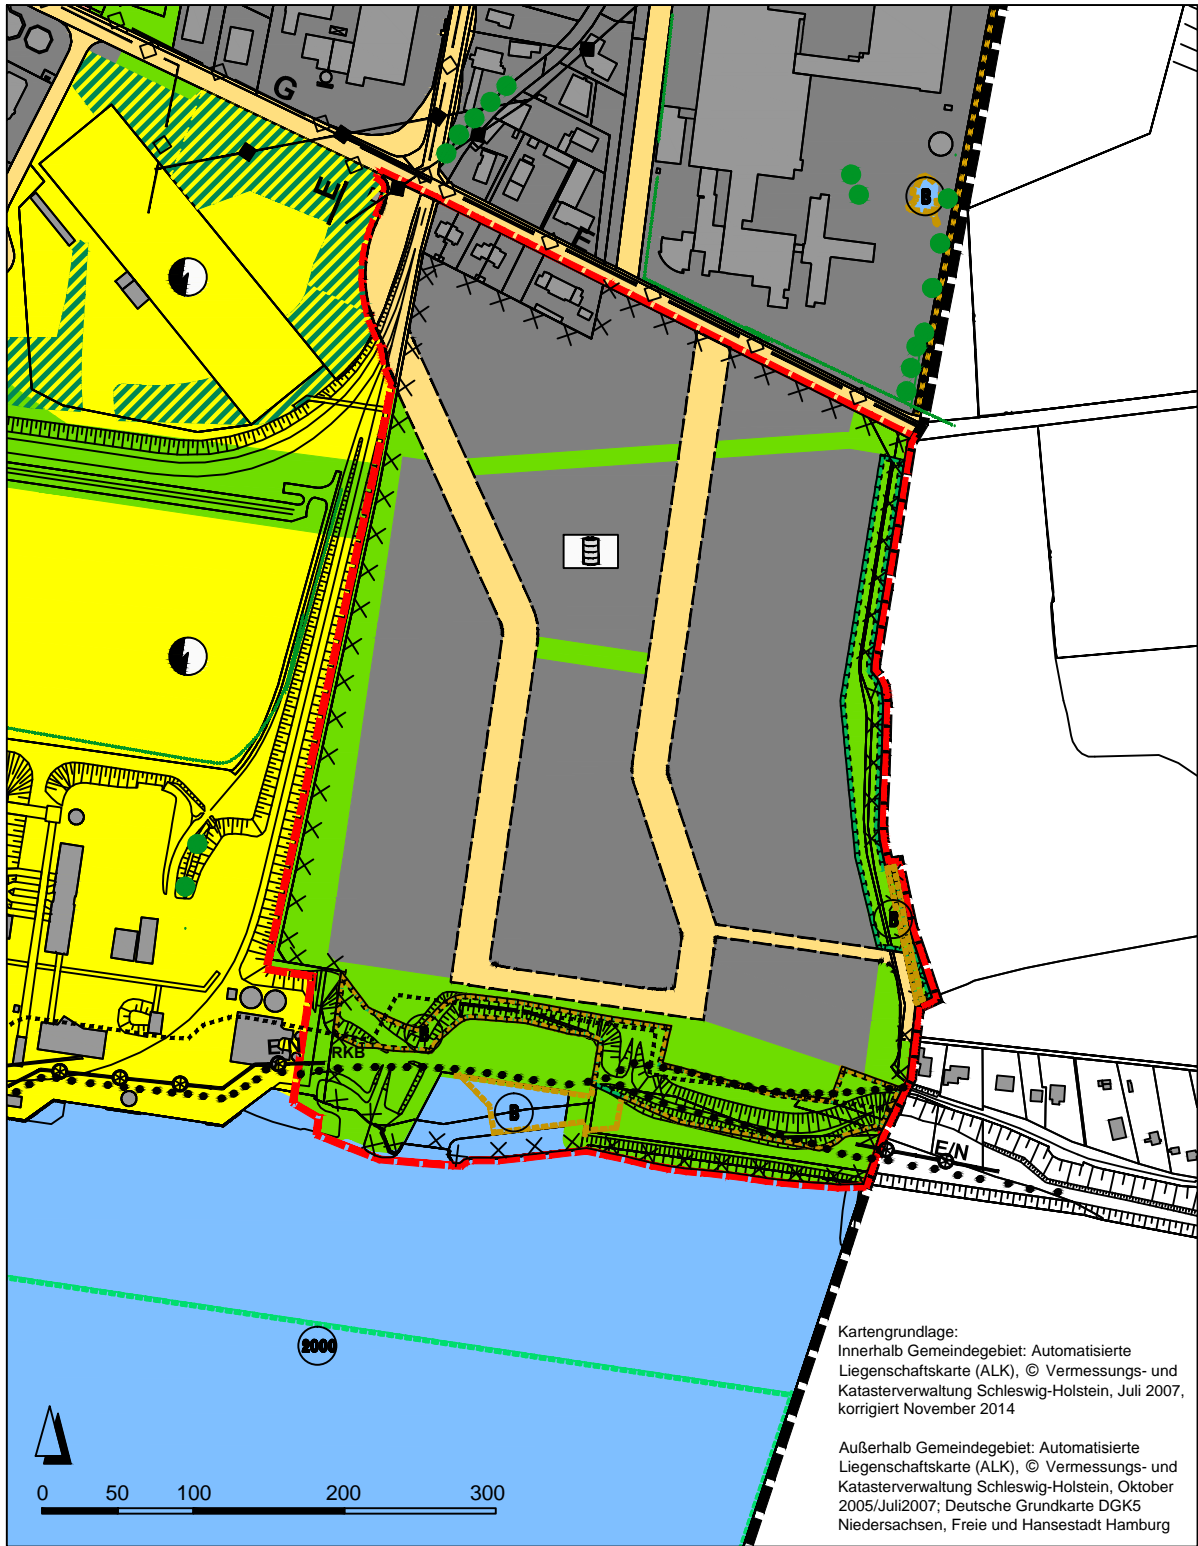 G
E
F
B
B
E/N
RKB
B
B
E/N
2000
Kartengrundlage:
Innerhalb Gemeindegebiet: Automatisierte
Liegenschaftskarte (ALK), © Vermessungs- und
Katasterverwaltung Schleswig-Holstein, Juli 2007,
korrigiert November 2014
Außerhalb Gemeindegebiet: Automatisierte
Liegenschaftskarte (ALK), © Vermessungs- und
Katasterverwaltung Schleswig-Holstein, Oktober
2005/Juli2007; Deutsche Grundkarte DGK5
Niedersachsen, Freie und Hansestadt Hamburg
0 50 100 200 300